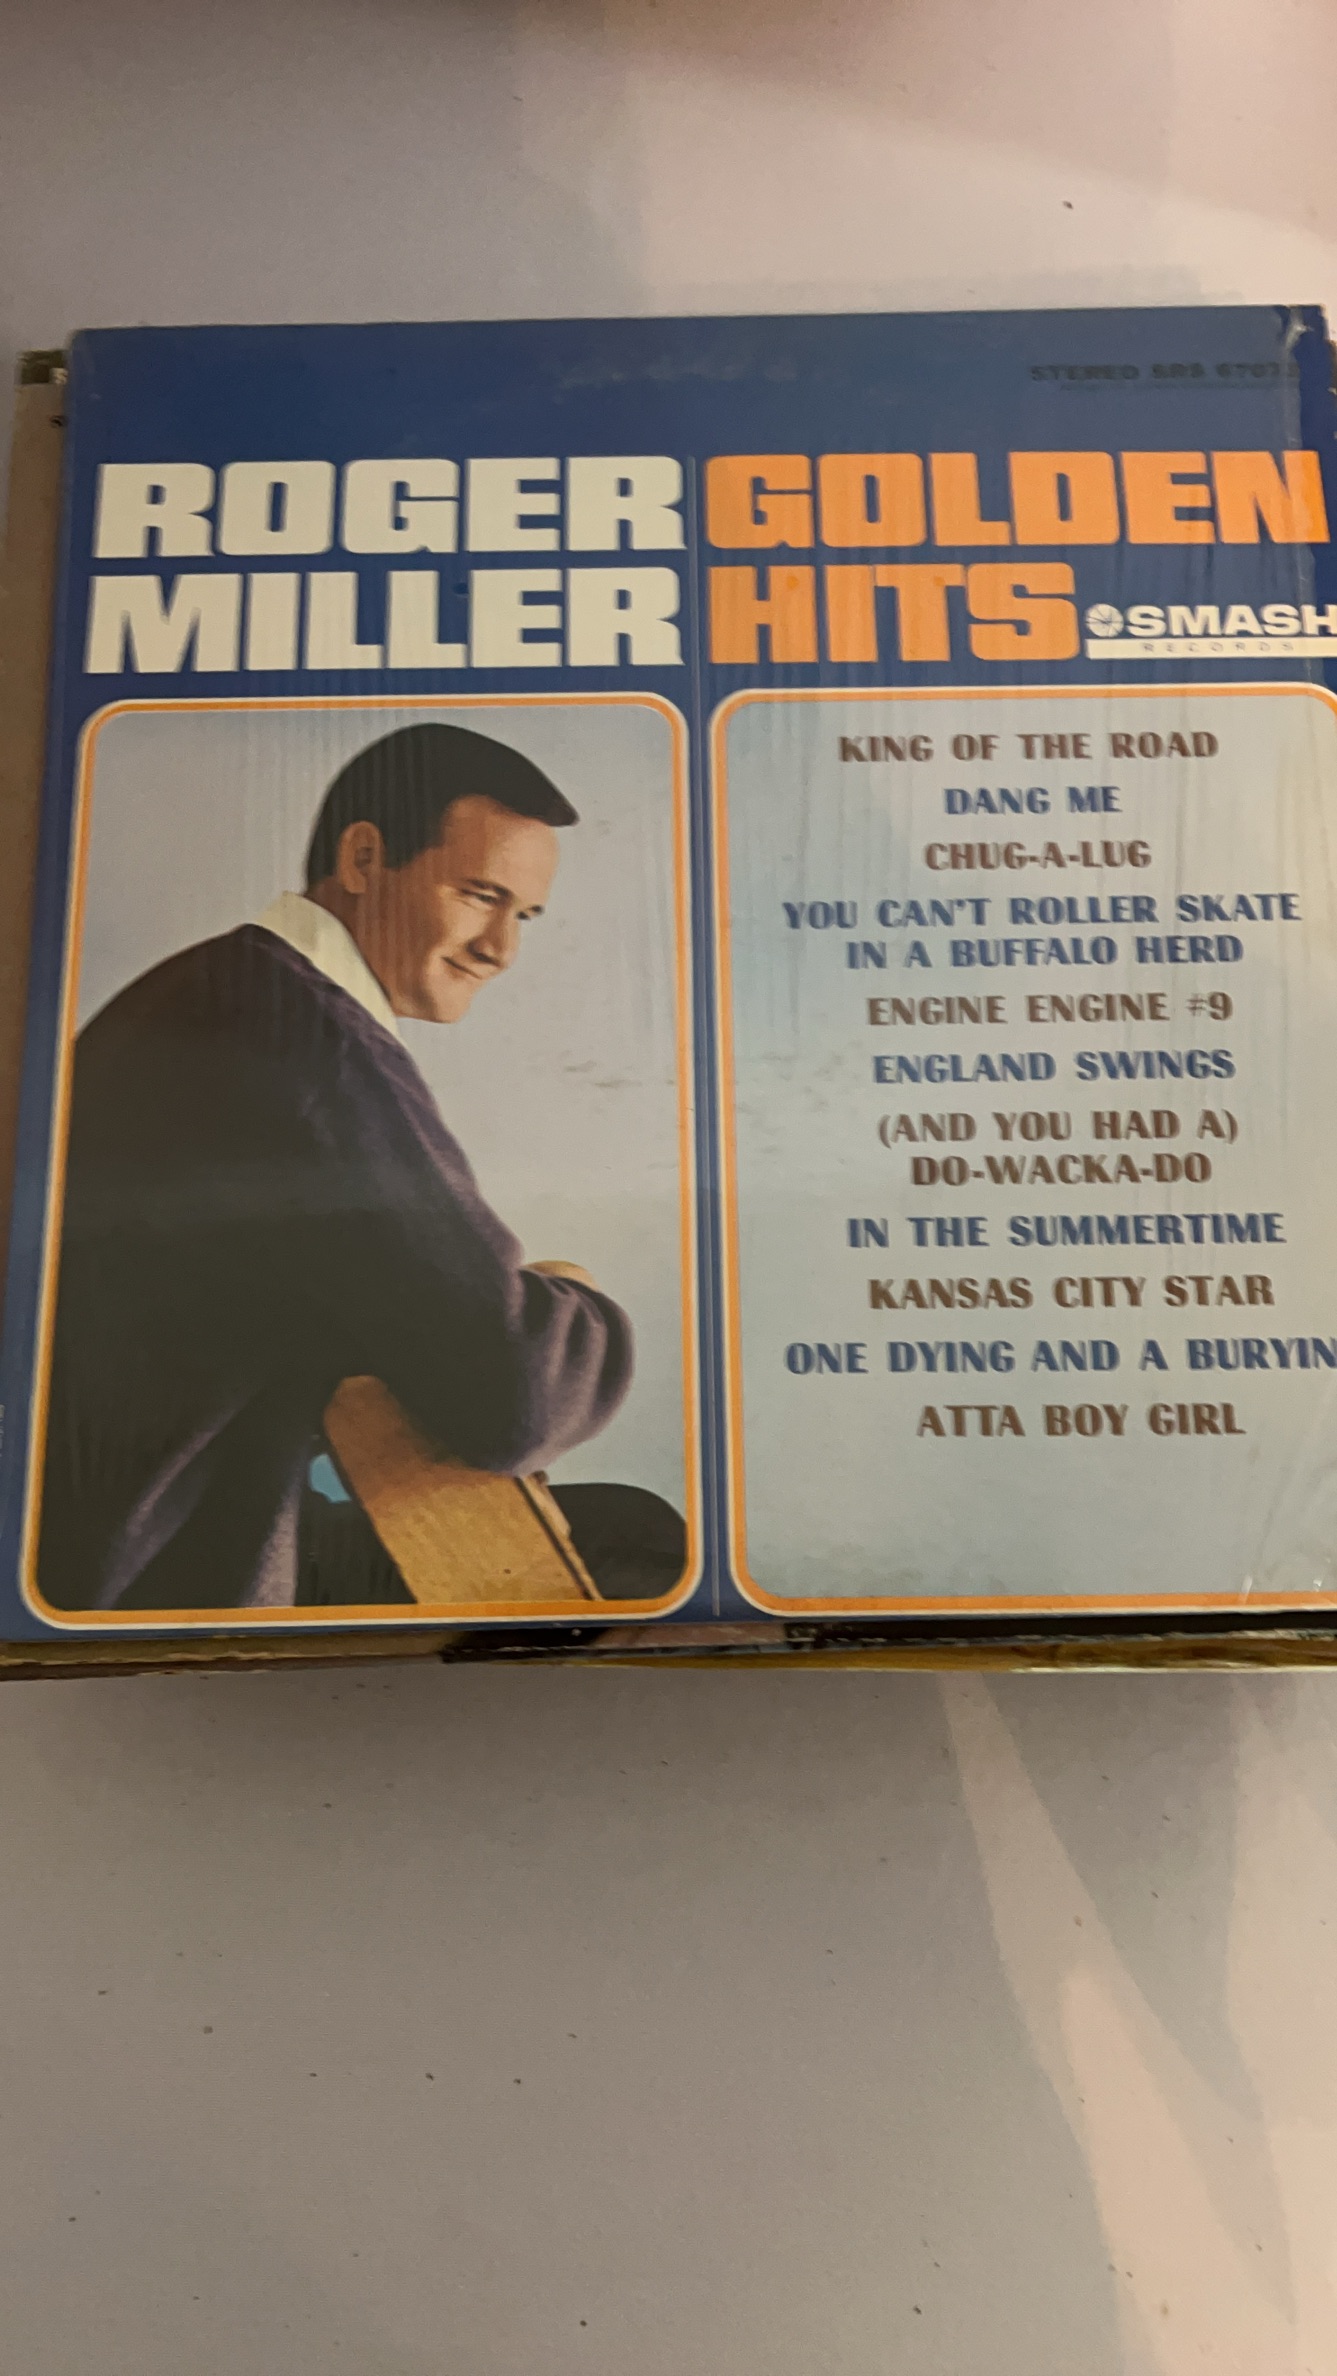 STEREO SRS 6707
ROGER GOLDEN
MILLER HITS
SMASH
RECORDS
KING OF THE ROAD
DANG ME
CHUG-A-LUG
YOU CAN'T ROLLER SKATE
IN A BUFFALO HERD
ENGINE ENGINE #9
ENGLAND SWINGS
(AND YOU HAD A)
DO-WACKA-DO
IN THE SUMMERTIME
KANSAS CITY STAR
ONE DYING AND A BURYIN
ATTA BOY GIRL